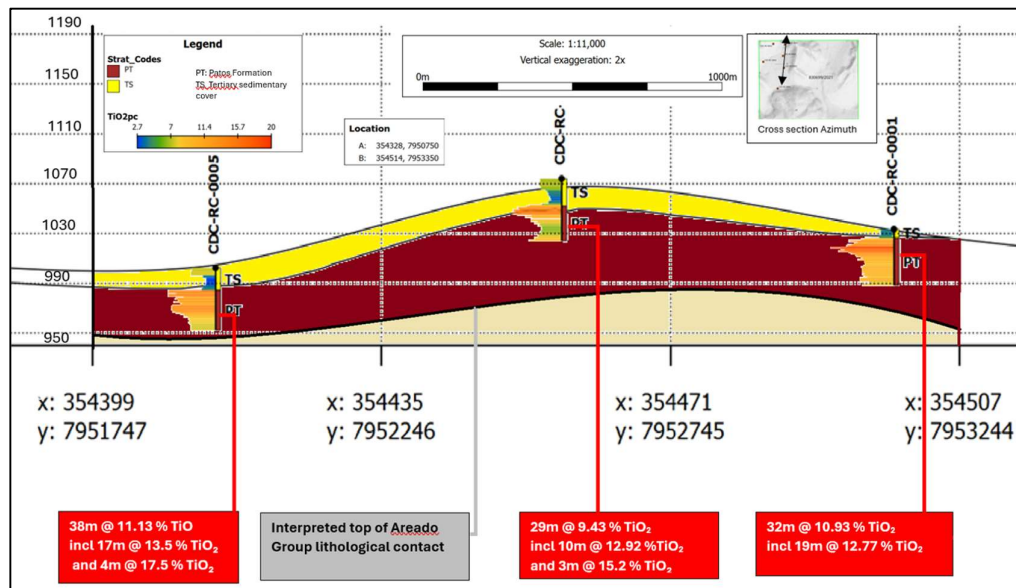 1190
1150
1110
1070
1030
990
950
Legend
Strat_Codes
PT
TS
PT: Patos Formation
TS Tertiary sedimentary
cover
TiO2pc
2.7 7 11.4 15.7 20
Scale: 1:11,000
Vertical exaggeration: 2x
0m 1000m
Location
A: 354328, 7950750
B: 354514, 7953350
Cross section Azimuth
CDC-RC-0005
TS
PT
CDC-RC-
TS
PT
CDC-RC-0001
TS
PT
x: 354399
y: 7951747
x: 354435
y: 7952246
x: 354471
y: 7952745
x: 354507
y: 7953244
38m @ 11.13 % TiO
incl 17m @ 13.5 % TiO₂
and 4m @ 17.5 % TiO₂
Interpreted top of Areado
Group lithological contact
29m @ 9.43 % TiO₂
incl 10m @ 12.92 %TiO₂
and 3m @ 15.2 % TiO₂
32m @ 10.93 % TiO₂
incl 19m @ 12.77 % TiO₂